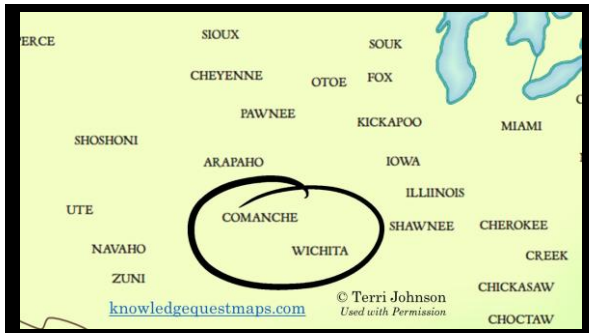 SIOUX
ERCE
SOUK
CHEYENNE
OTOE
FOX
PAWNEE
KICKAPOO
MIAMI
SHOSHONI
ARAPAHO
IOWA
ILLIINOIS
UTE
COMANCHE
SHAWNEE
CHEROKEE
NAVAHO
WICHITA
CREEK
ZUNI
CHICKASAW
knowledgequestmaps.com
© Terri Johnson
Used with Permission
CHOCTAW